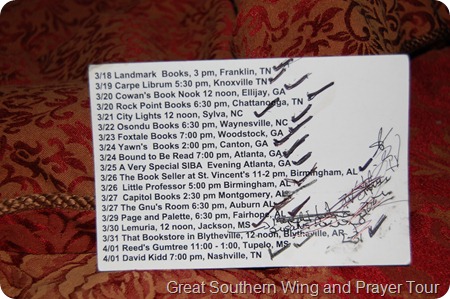 3/18 Landmark Books, 3 pm, Franklin, TN
3/19 Carpe Librum 5:30 pm, Knoxville TN
3/20 Cowan's Book Nook 12 noon, Ellijay, GA
3/20 Rock Point Books 6:30 pm, Chattanooga, TN
3/21 City Lights 12 noon, Sylva, NC
3/22 Osondu Books 6:30 pm, Waynesville, NC
3/23 Foxtale Books 7:00 pm, Woodstock, GA
3/24 Yawn's Books 2:00 pm, Canton, GA
3/24 Bound to Be Read 7:00 pm, Atlanta, GA
3/25 A Very Special SIBA Evening Atlanta, GA
3/26 The Book Seller at St. Vincent's 11-2 pm, Birmingham, AL
3/26 Little Professor 5:00 pm Birmingham, AL
3/27 Capitol Books 2:30 pm Montgomery, AL
3/27 The Gnu's Room 6:30 pm, Auburn AL
3/29 Page and Palette, 6:30 pm, Fairhope, AL
3/30 Lemuria, 12 noon, Jackson, MS
3/31 That Bookstore in Blytheville, 12 noon, Blytheville, AR
4/01 Reed's Gumtree 11:00 - 1:00, Tupelo, MS
4/01 David Kidd 7:00 pm, Nashville, TN
Great Southern Wing and Prayer Tour